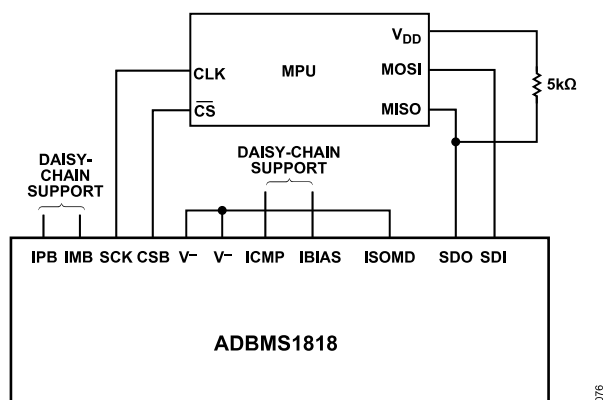 VDD
CLK MPU MOSI
CS MISO
5kΩ
DAISY-
CHAIN
SUPPORT
DAISY-CHAIN
SUPPORT
IPB IMB SCK CSB V– V– ICMP IBIAS ISOMD SDO SDI
ADBMS1818
076